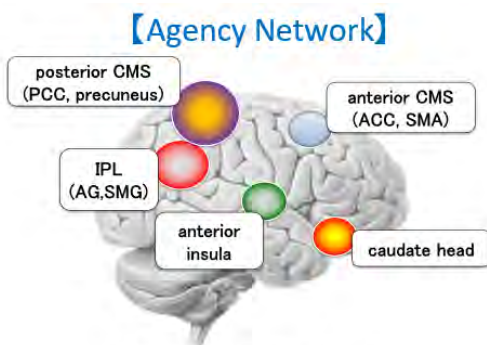 【Agency Network】
posterior CMS
(PCC, precuneus)
anterior CMS
(ACC, SMA)
IPL
(AG,SMG)
anterior
insula
caudate head